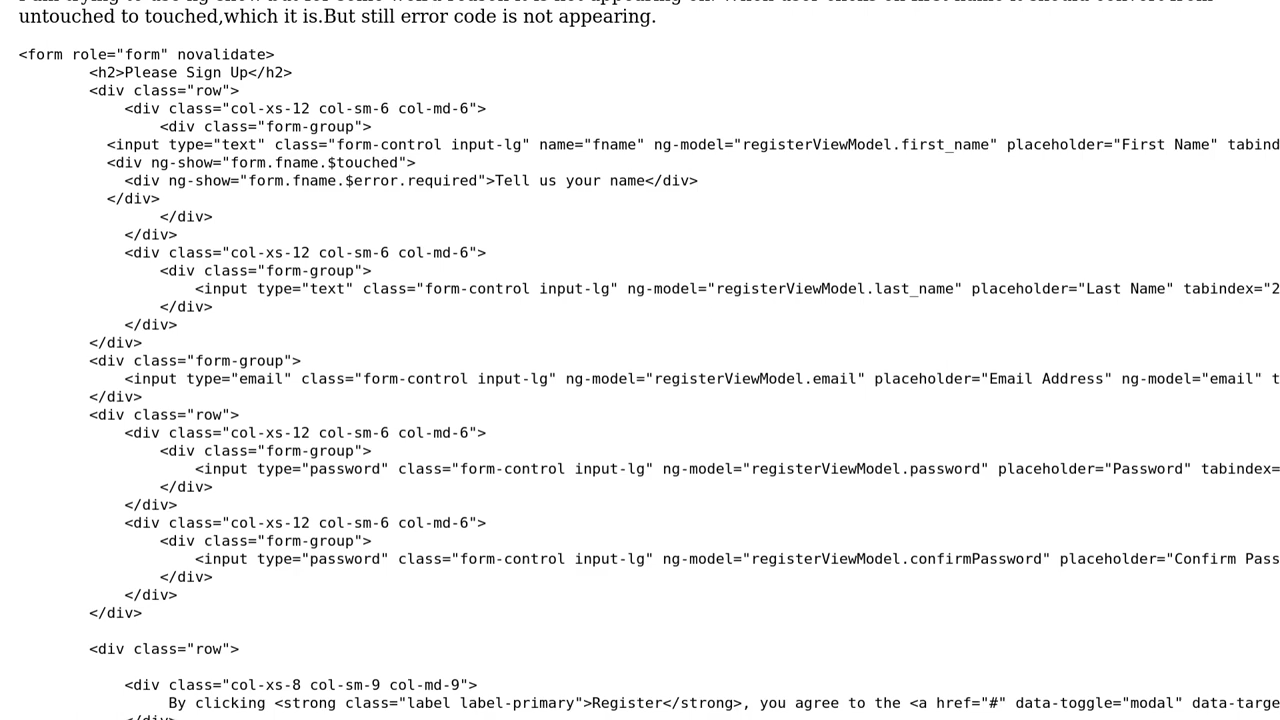 untouched to touched,which it is.But still error code is not appearing.
<form role="form" novalidate>
<h2>Please Sign Up</h2>
<div class="row">
<div class="col-xs-12 col-sm-6 col-md-6">
<div class="form-group">
<input type="text" class="form-control input-lg" name="fname" ng-model="registerViewModel.first_name" placeholder="First Name" tabind
<div ng-show="form.fname.$touched">
<div ng-show="form.fname.$error.required">Tell us your name</div>
</div>
</div>
</div>
<div class="col-xs-12 col-sm-6 col-md-6">
<div class="form-group">
<input type="text" class="form-control input-lg" ng-model="registerViewModel.last_name" placeholder="Last Name" tabindex="2
</div>
</div>
</div>
<div class="form-group">
<input type="email" class="form-control input-lg" ng-model="registerViewModel.email" placeholder="Email Address" ng-model="email" t
</div>
<div class="row">
<div class="col-xs-12 col-sm-6 col-md-6">
<div class="form-group">
<input type="password" class="form-control input-lg" ng-model="registerViewModel.password" placeholder="Password" tabindex=
</div>
</div>
<div class="col-xs-12 col-sm-6 col-md-6">
<div class="form-group">
<input type="password" class="form-control input-lg" ng-model="registerViewModel.confirmPassword" placeholder="Confirm Pass
</div>
</div>
</div>
<div class="row">
<div class="col-xs-8 col-sm-9 col-md-9">
By clicking <strong class="label label-primary">Register</strong>, you agree to the <a href="#" data-toggle="modal" data-targe